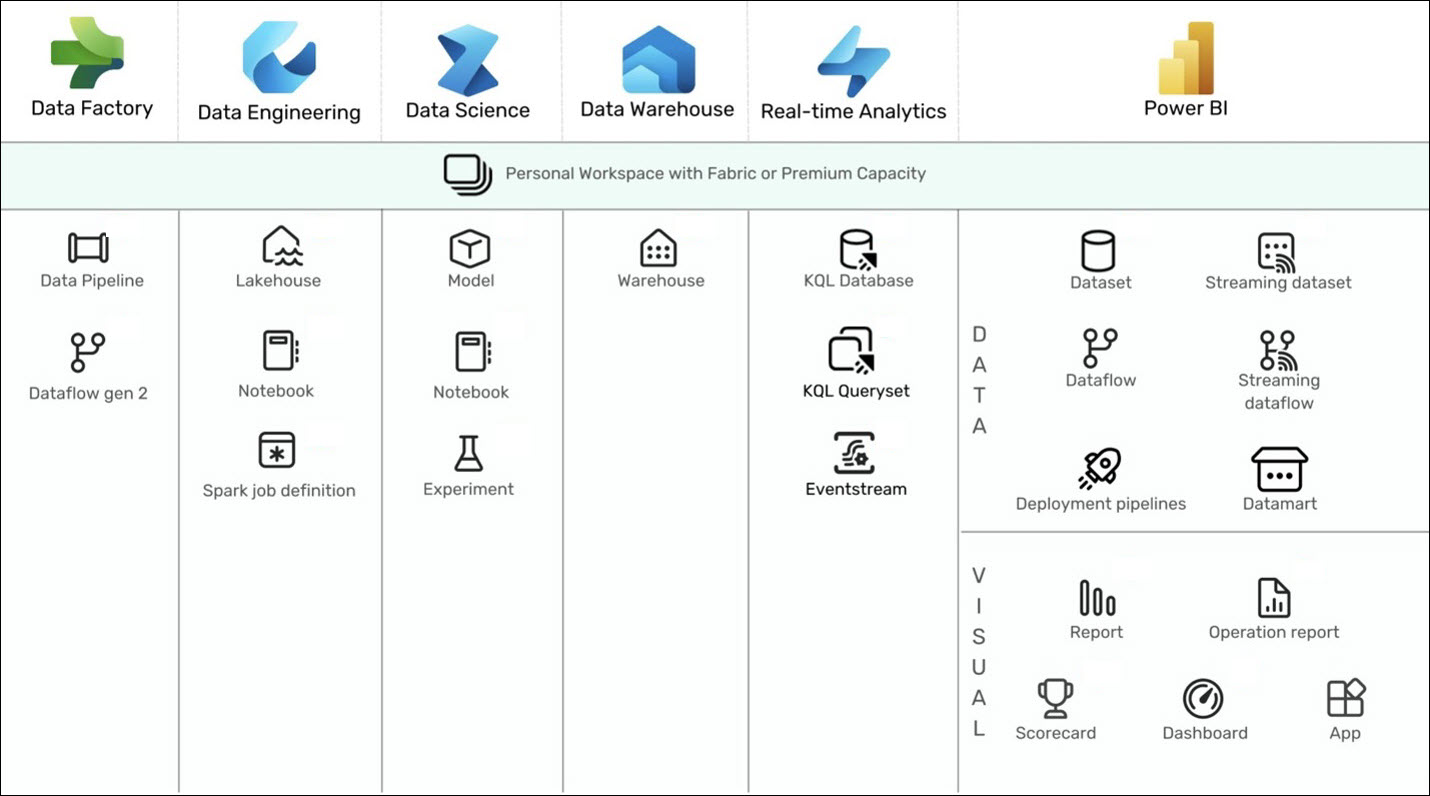 Data Factory
Data Engineering
Data Science
Data Warehouse
Real-time Analytics
Power BI
Personal Workspace with Fabric or Premium Capacity
Data Pipeline
Dataflow gen 2
Lakehouse
Notebook
Spark job definition
Model
Notebook
Experiment
Warehouse
KQL Database
KQL Queryset
Eventstream
DATA
Dataset
Streaming dataset
Dataflow
Streaming
dataflow
Deployment pipelines
Datamart
VISUAL
Report
Operation report
Scorecard
Dashboard
App